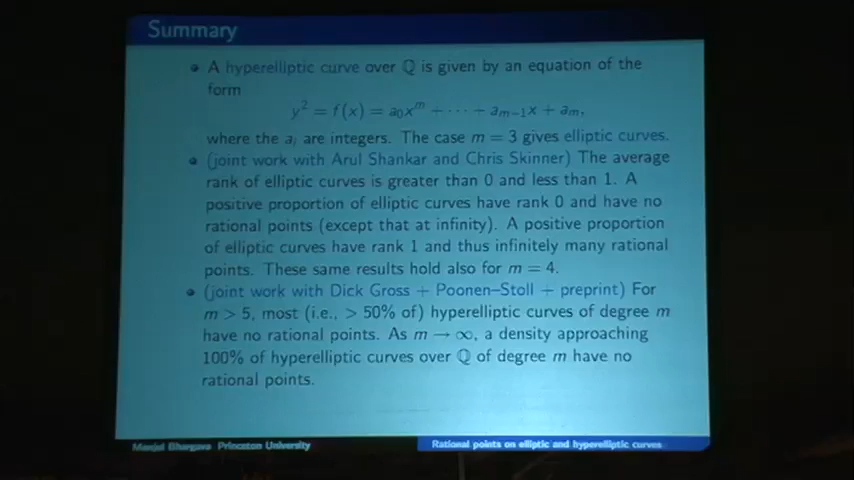 Summary
• A hyperelliptic curve over ℚ is given by an equation of the
form
y² = f(x) = a₀xᵐ + ··· + aₘ₋₁x + aₘ,
where the aᵢ are integers. The case m = 3 gives elliptic curves.
• (joint work with Arul Shankar and Chris Skinner) The average
rank of elliptic curves is greater than 0 and less than 1. A
positive proportion of elliptic curves have rank 0 and have no
rational points (except that at infinity). A positive proportion
of elliptic curves have rank 1 and thus infinitely many rational
points. These same results hold also for m = 4.
• (joint work with Dick Gross + Poonen–Stoll + preprint) For
m > 5, most (i.e., > 50% of) hyperelliptic curves of degree m
have no rational points. As m → ∞, a density approaching
100% of hyperelliptic curves over ℚ of degree m have no
rational points.
Manjul Bhargava Princeton University
Rational points on elliptic and hyperelliptic curves